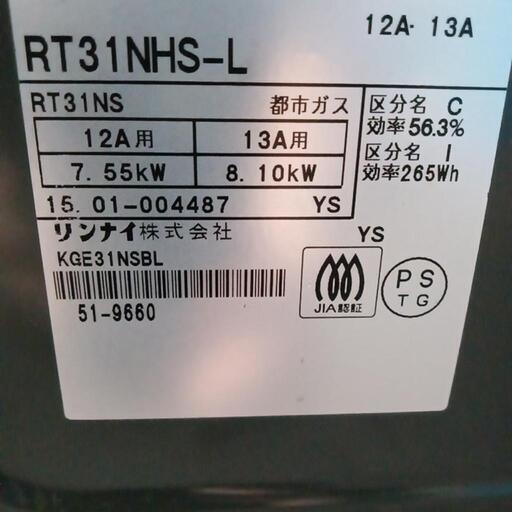 12A・13A
RT31NHS-L
RT31NS 都市ガス
12A用 13A用
7.55kW 8.10kW
区分名 C
効率56.3%
区分名 I
効率265Wh
15.01-004487 YS
リンナイ株式会社 YS
KGE31NSBL
51-9660
JIA認証
PS
TG